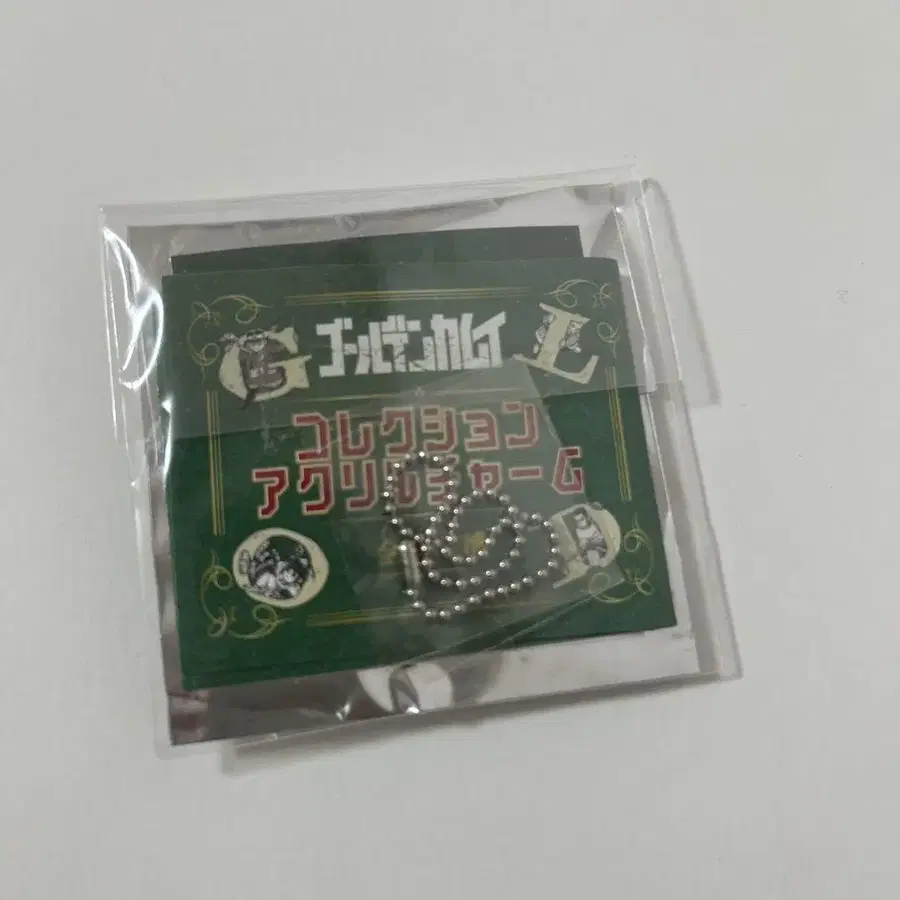 ゴールデンカムイ
G L
コレクション
アクリルチャーム
O D